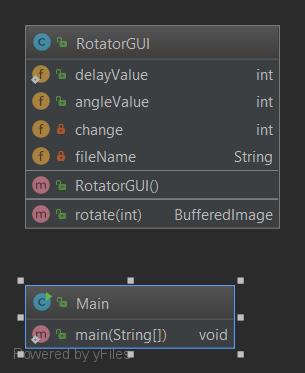 RotatorGUI
delayValue int
angleValue int
change int
fileName String
RotatorGUI()
rotate(int) BufferedImage
Main
main(String[]) void
Powered by yFiles